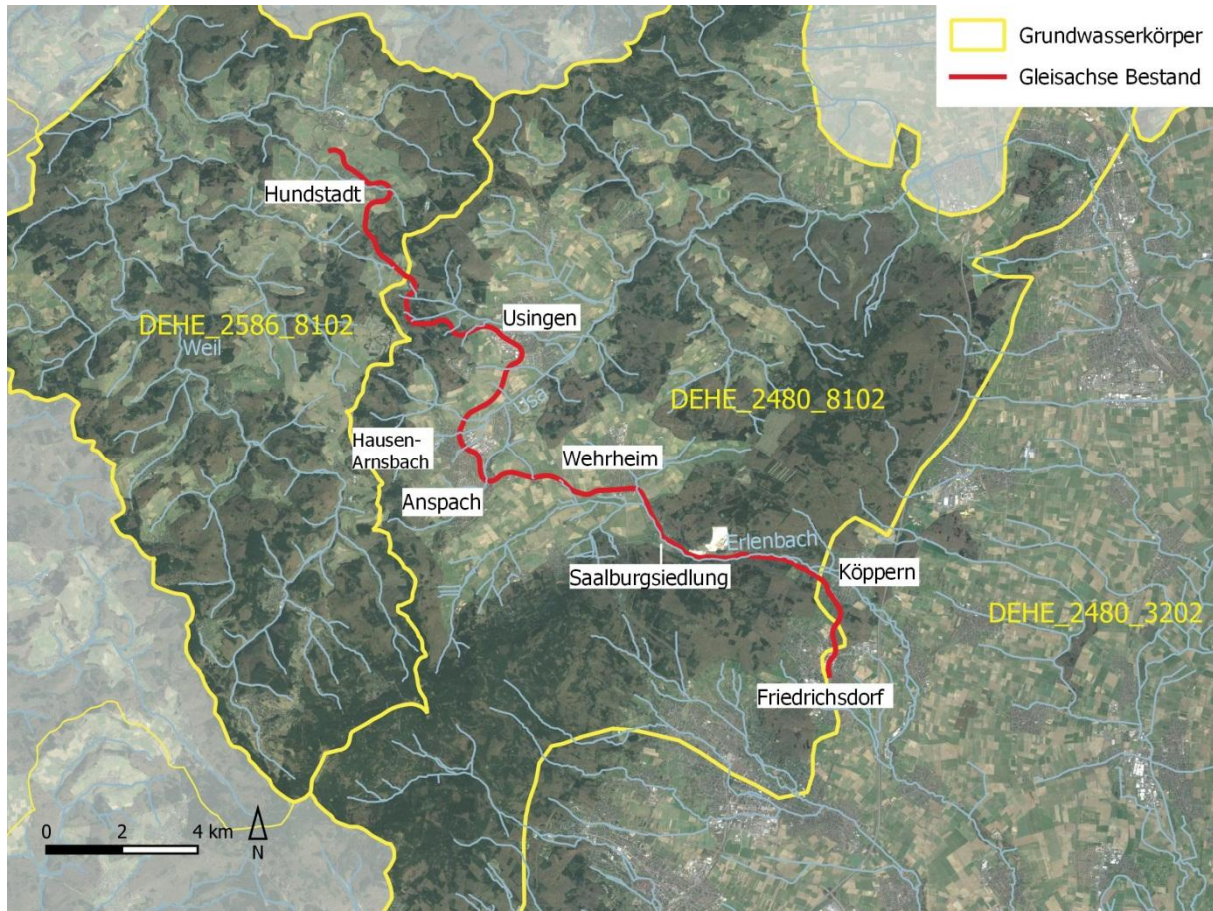 Grundwasserkörper
Gleisachse Bestand
Hundstadt
Usingen
DEHE_2586_8102
Weil
DEHE_2480_8102
Usa
Hausen-
Arnsbach
Wehrheim
Anspach
Erlenbach
Saalburgsiedlung
Köppern
DEHE_2480_3202
Friedrichsdorf
0 2 4 km
N